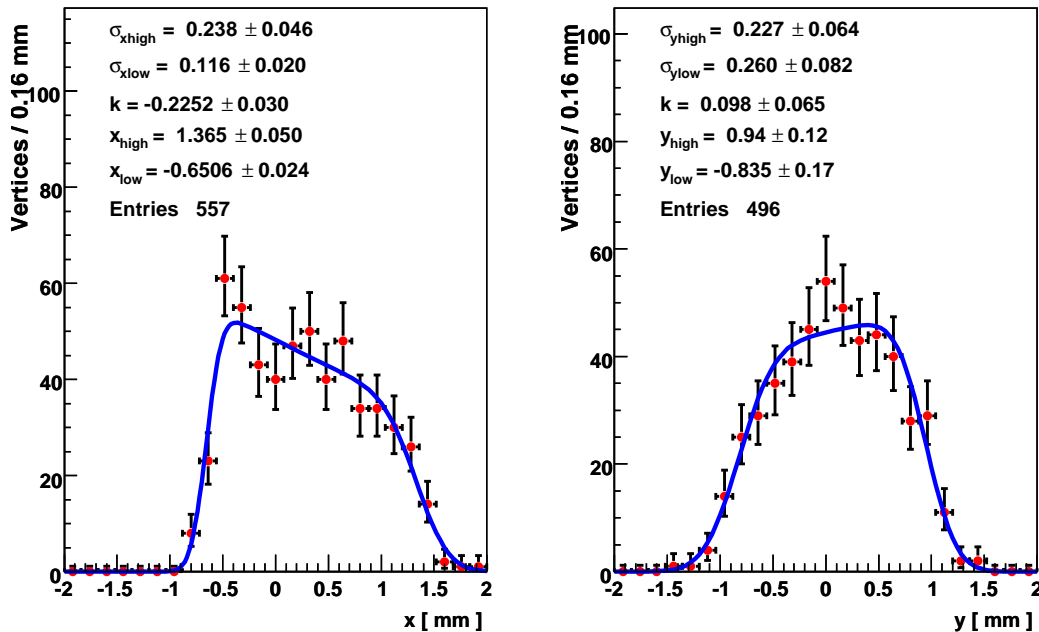 σxhigh = 0.238 ± 0.046
σxlow = 0.116 ± 0.020
k = -0.2252 ± 0.030
xhigh = 1.365 ± 0.050
xlow = -0.6506 ± 0.024
Entries 557
Vertices / 0.16 mm
100
80
60
40
20
0
-2 -1.5 -1 -0.5 0 0.5 1 1.5 2
x [ mm ]
σyhigh = 0.227 ± 0.064
σylow = 0.260 ± 0.082
k = 0.098 ± 0.065
yhigh = 0.94 ± 0.12
ylow = -0.835 ± 0.17
Entries 496
Vertices / 0.16 mm
100
80
60
40
20
0
-2 -1.5 -1 -0.5 0 0.5 1 1.5 2
y [ mm ]